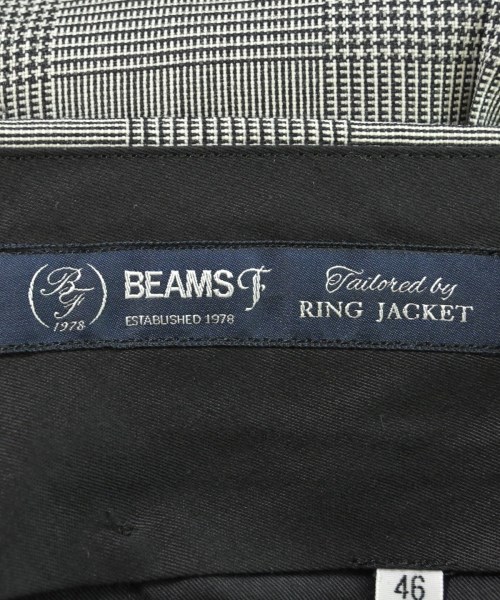 BF
1978
BEAMS F
ESTABLISHED 1978
Tailored by
RING JACKET
46